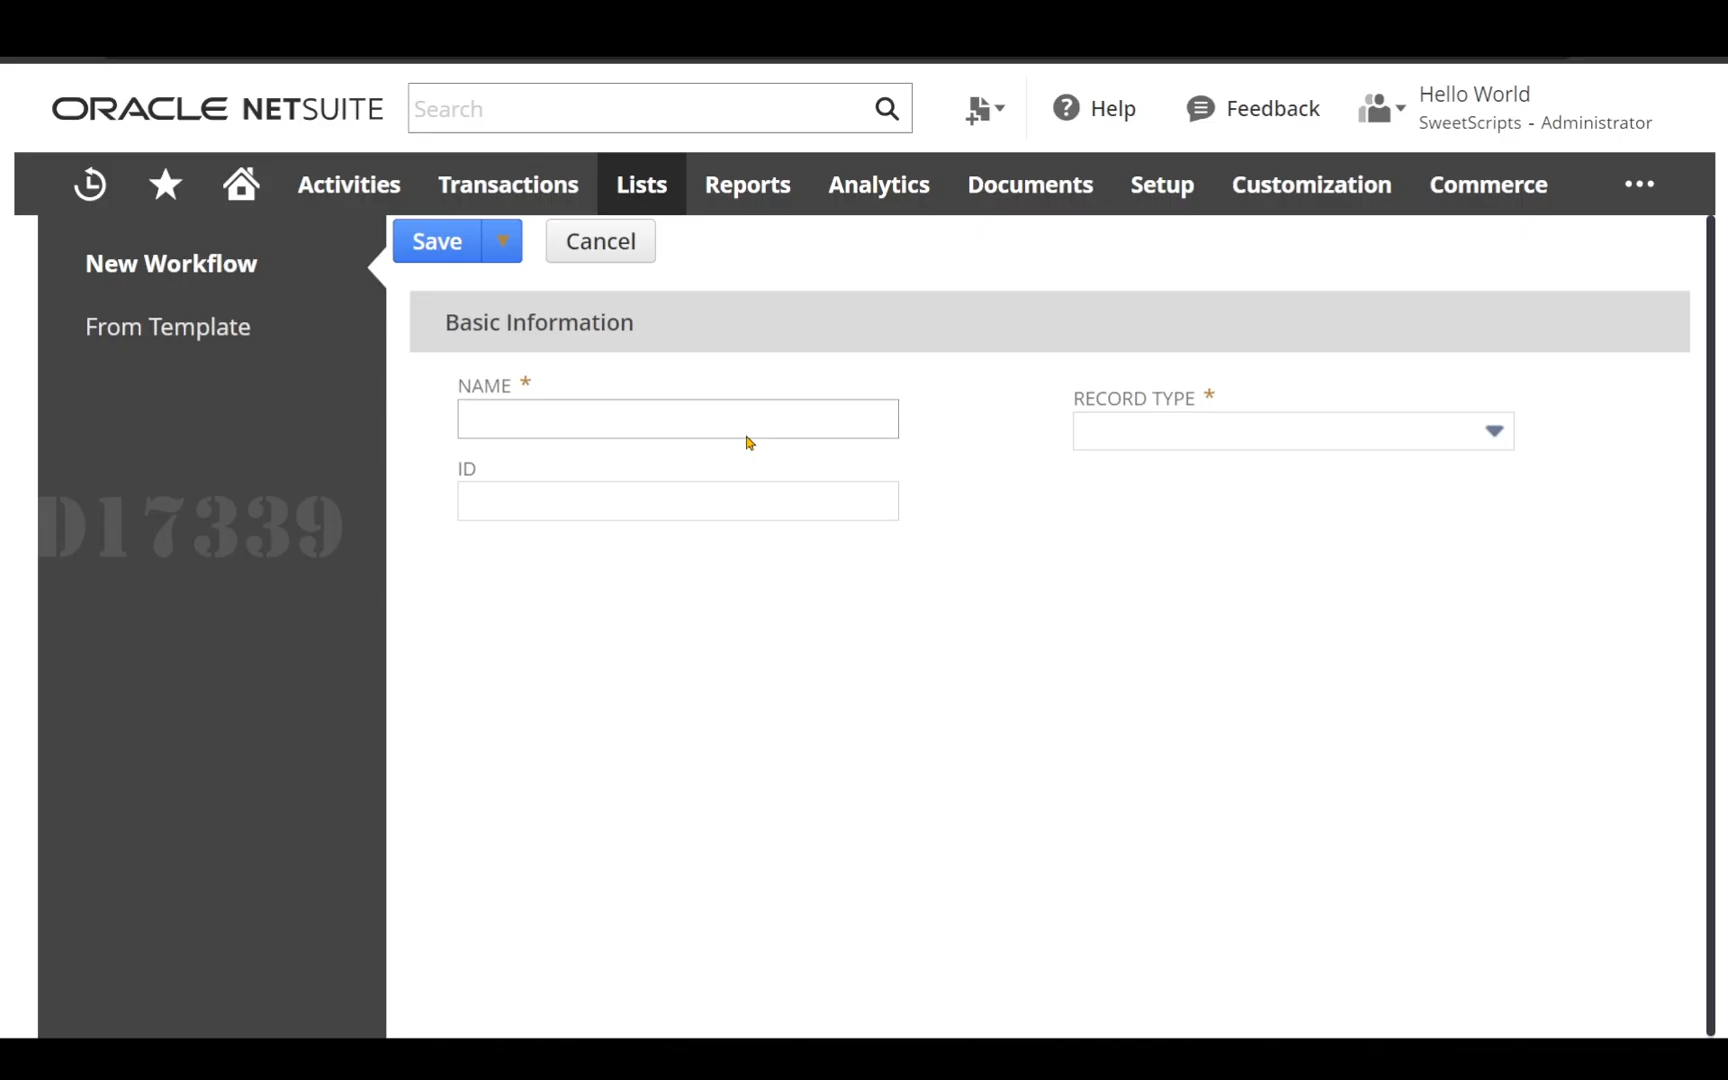 ORACLE NETSUITE
Search
Help
Feedback
Hello World
SweetScripts - Administrator
Activities
Transactions
Lists
Reports
Analytics
Documents
Setup
Customization
Commerce
New Workflow
From Template
D17339
Save
Cancel
Basic Information
NAME *
RECORD TYPE *
ID